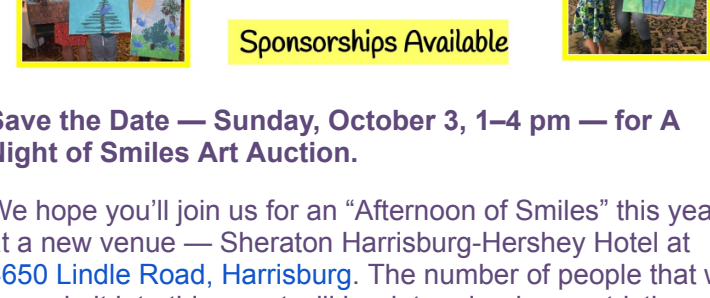 Sponsorships Available
Save the Date — Sunday, October 3, 1–4 pm — for A
Night of Smiles Art Auction.
We hope you’ll join us for an “Afternoon of Smiles” this
at a new venue — Sheraton Harrisburg-Hershey Hotel at
Lindle Road, Harrisburg. The number of people that